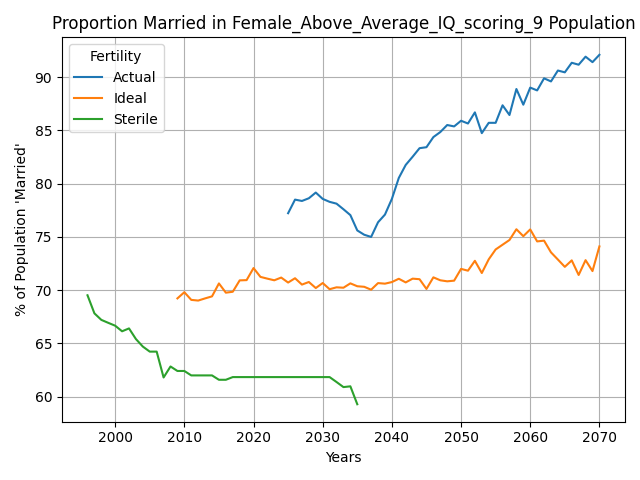 Proportion Married in Female_Above_Average_IQ_scoring_9 Population
Fertility
Actual
Ideal
Sterile
% of Population 'Married'
90
85
80
75
70
65
60
2000
2010
2020
2030
2040
2050
2060
2070
Years